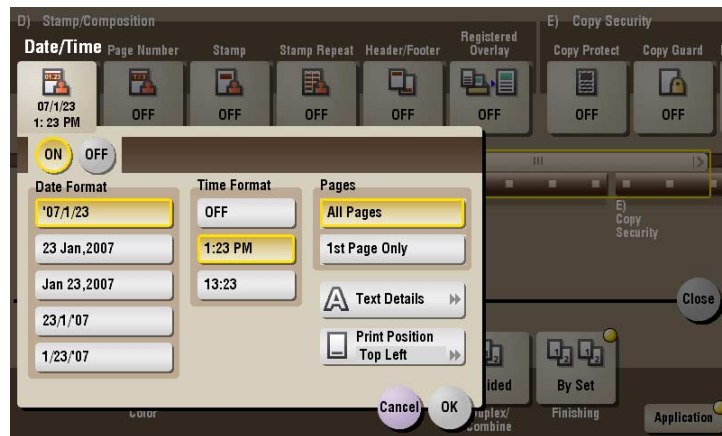 D) Stamp/Composition
E) Copy Security
Date/Time
Page Number
Stamp
Stamp Repeat
Header/Footer
Registered
Overlay
Copy Protect
Copy Guard
07/1/23
1: 23 PM
OFF
OFF
OFF
OFF
OFF
OFF
OFF
ON
OFF
Date Format
'07/1/23
23 Jan,2007
Jan 23,2007
23/1/'07
1/23/'07
Time Format
OFF
1:23 PM
13:23
Pages
All Pages
1st Page Only
Text Details
Print Position
Top Left
E)
Copy
Security
Close
Cancel
OK
By Set
Color
Combine
Finishing
Application